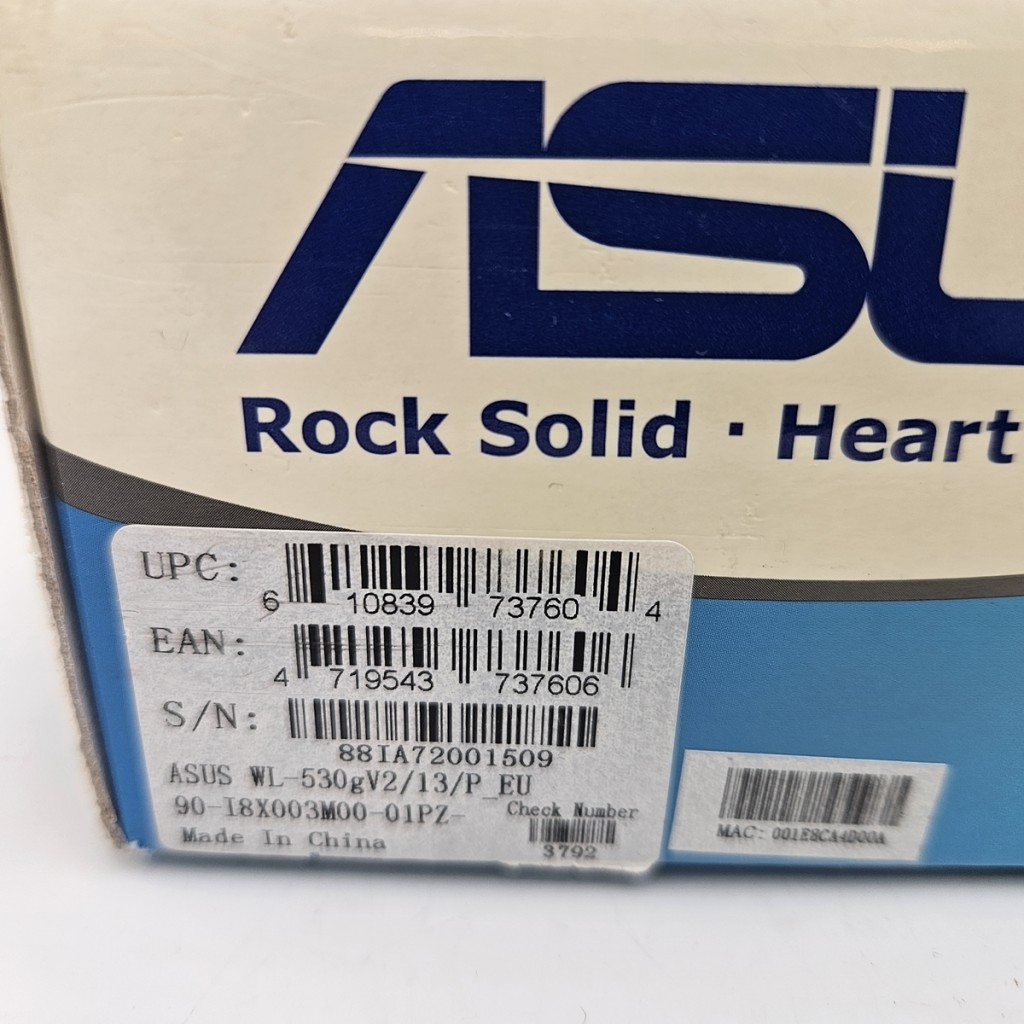 ASU
Rock Solid · Heart
UPC: 6 10839 73760 4
EAN: 4 719543 737606
S/N:
88IA72001509
ASUS WL-530gV2/13/P_EU
90-I8X003M00-01PZ-
Check Number
Made In China
3792
MAC: 001E8CA4D00A